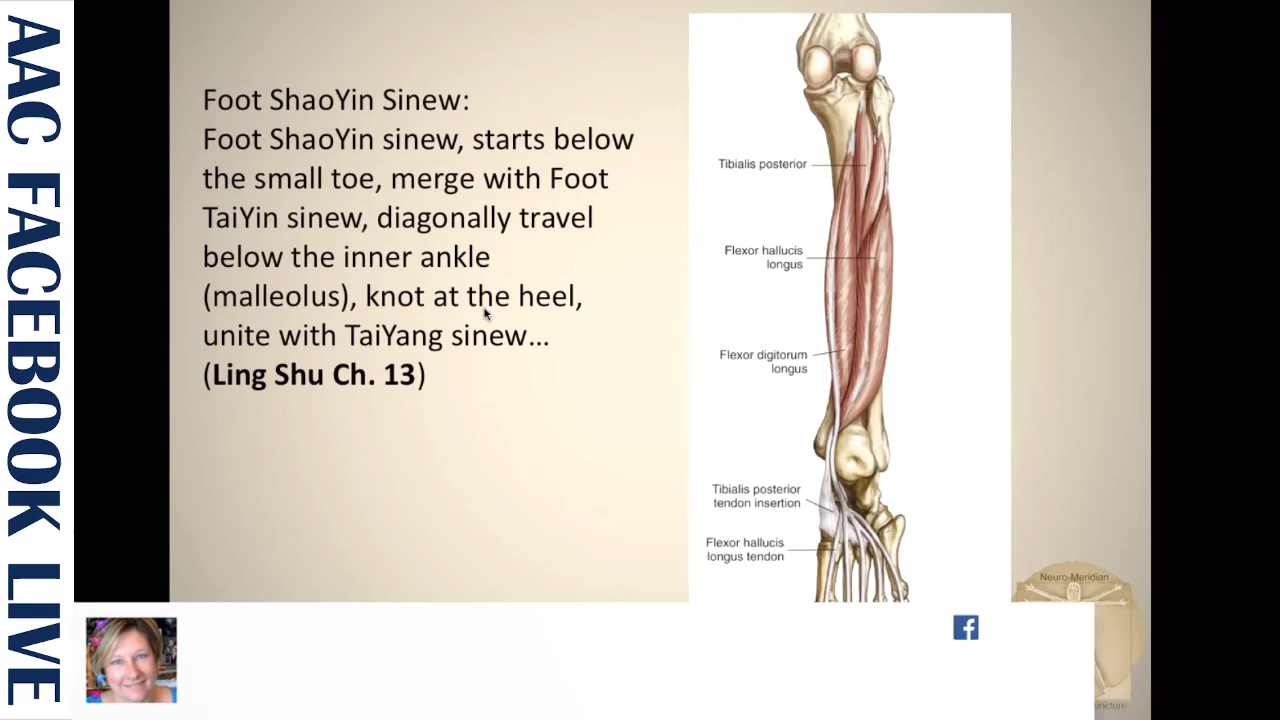 AAC FACEBOOK LIVE
Foot ShaoYin Sinew:
Foot ShaoYin sinew, starts below
the small toe, merge with Foot
TaiYin sinew, diagonally travel
below the inner ankle
(malleolus), knot at the heel,
unite with TaiYang sinew...
(Ling Shu Ch. 13)
Tibialis posterior
Flexor hallucis
longus
Flexor digitorum
longus
Tibialis posterior
tendon insertion
Flexor hallucis
longus tendon
Neuro-Meridian